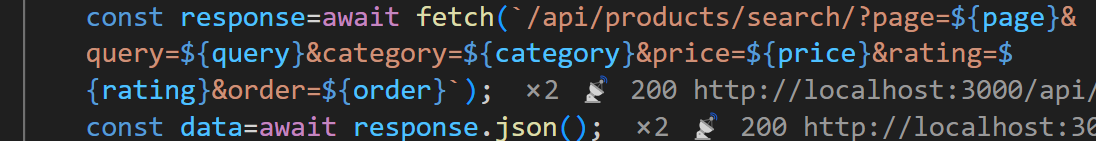 const response=await fetch(`/api/products/search/?page=${page}&
query=${query}&category=${category}&price=${price}&rating=$
{rating}&order=${order}`); ×2 📡 200 http://localhost:3000/api/
const data=await response.json(); ×2 📡 200 http://localhost:30